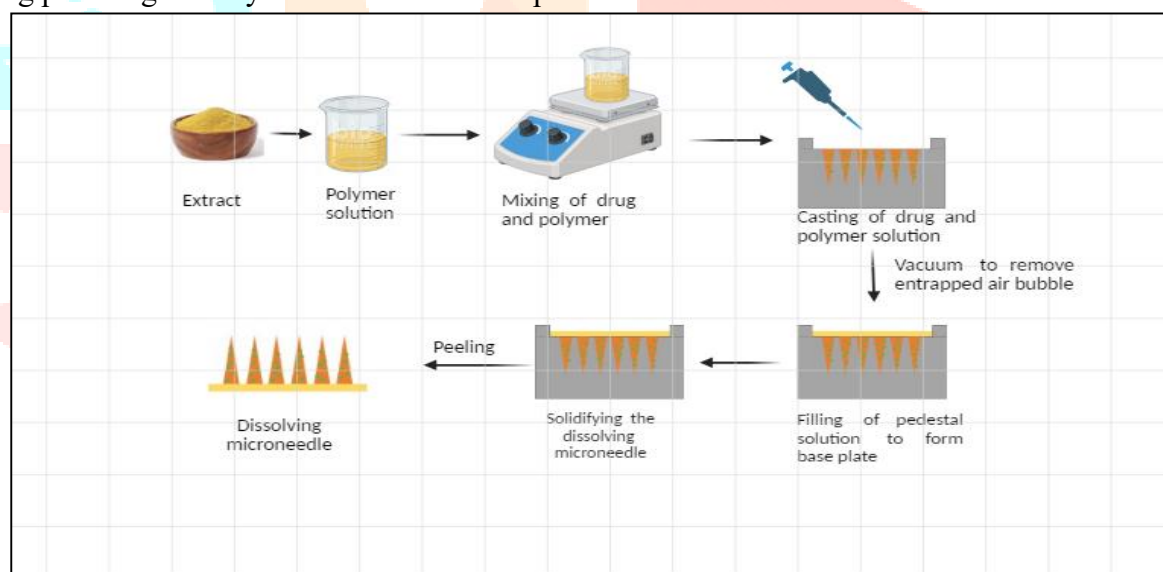 Extract
Polymer
solution
Mixing of drug
and polymer
Casting of drug and
polymer solution
Vacuum to remove
entrapped air bubble
Peeling
Dissolving
microneedle
Solidifying the
dissolving
microneedle
Filling of pedestal
solution to form
base plate